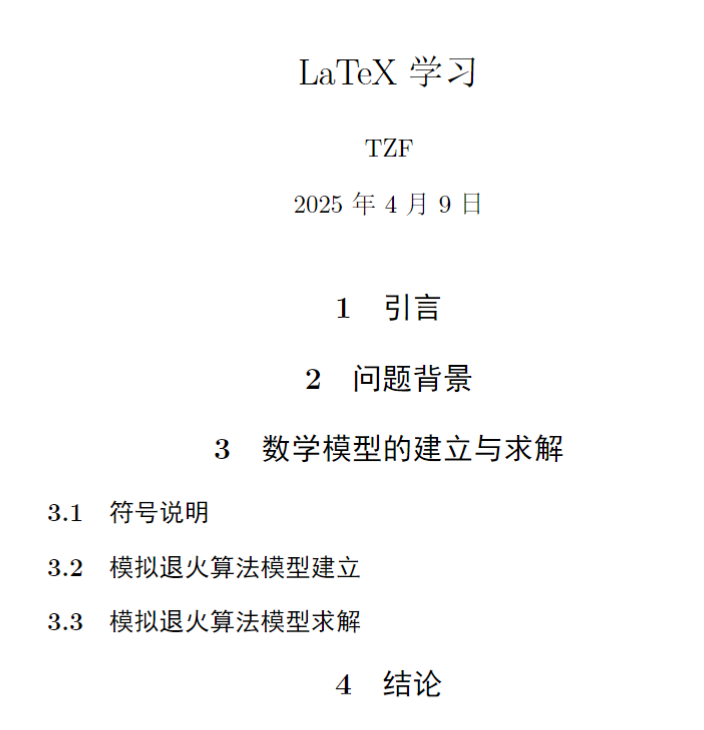 LaTeX 学习
TZF
2025 年 4 月 9 日
1 引言
2 问题背景
3 数学模型的建立与求解
3.1 符号说明
3.2 模拟退火算法模型建立
3.3 模拟退火算法模型求解
4 结论